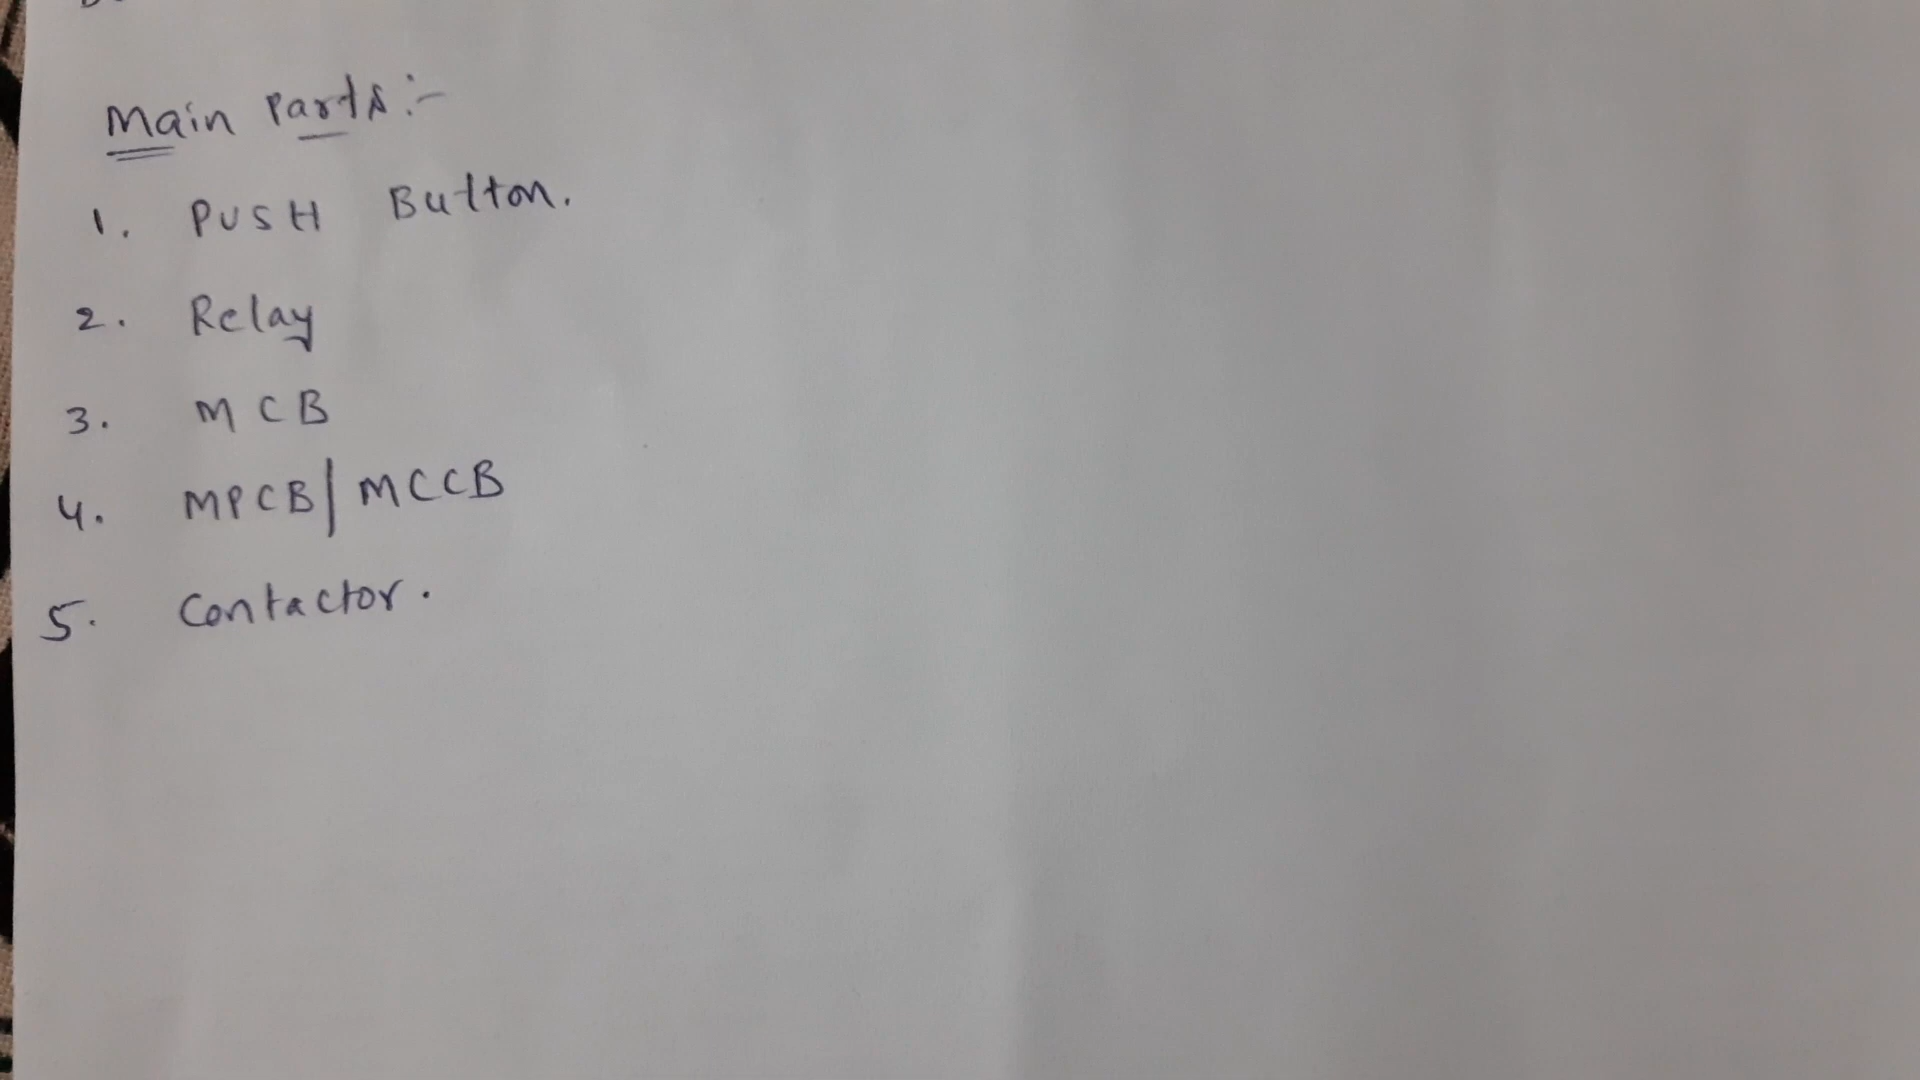 Main Parts :-
1. PUSH Button.
2. Relay
3. MCB
4. MPCB/MCCB
5. Contactor.